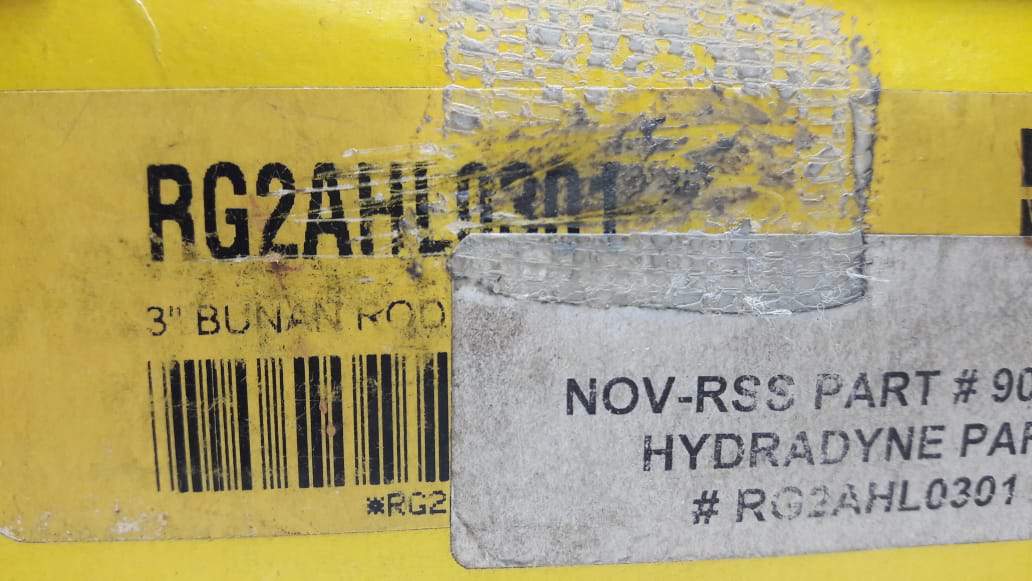 RG2AHL0301
3" BUNAN ROD
*RG2
NOV-RSS PART # 90
HYDRADYNE PAR
# RG2AHL0301